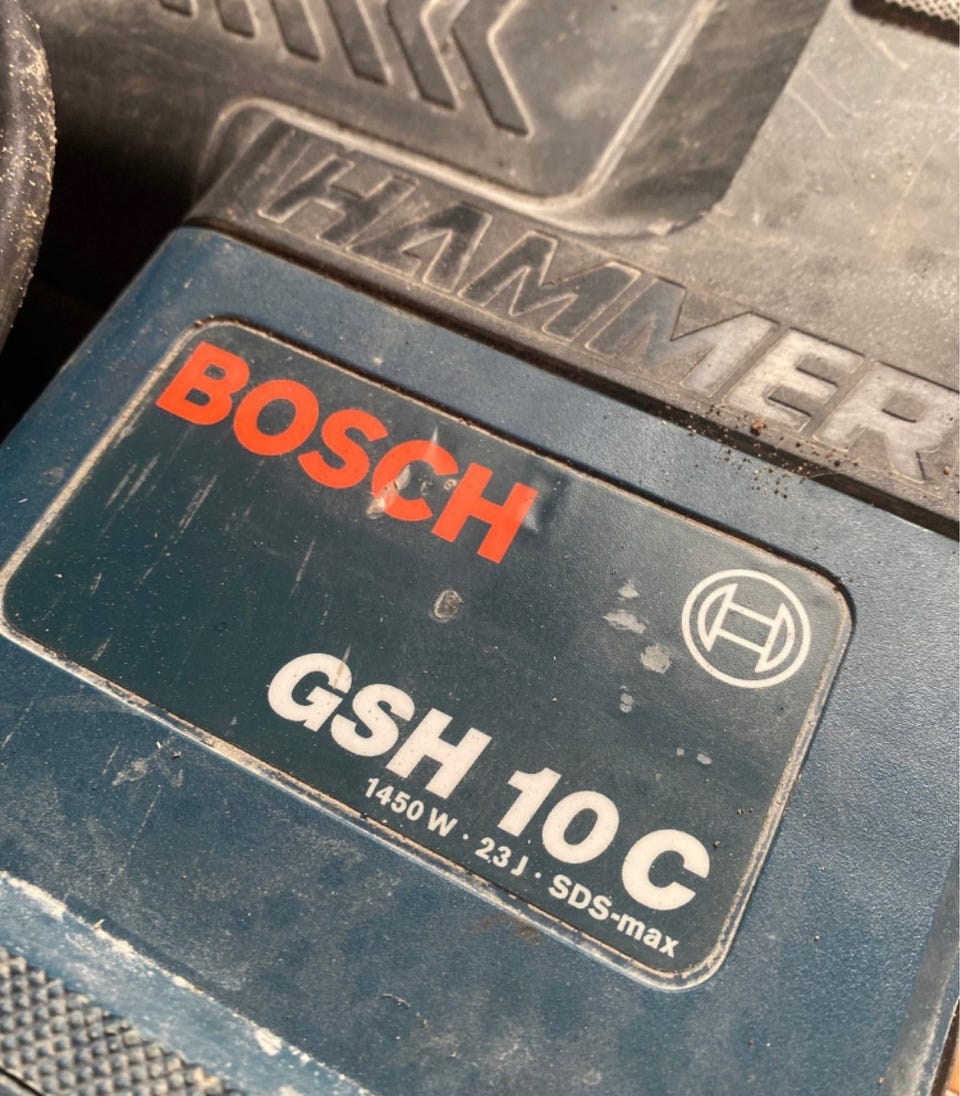 HAMMER
BOSCH
GSH 10 C
1450 W · 23 J · SDS-max